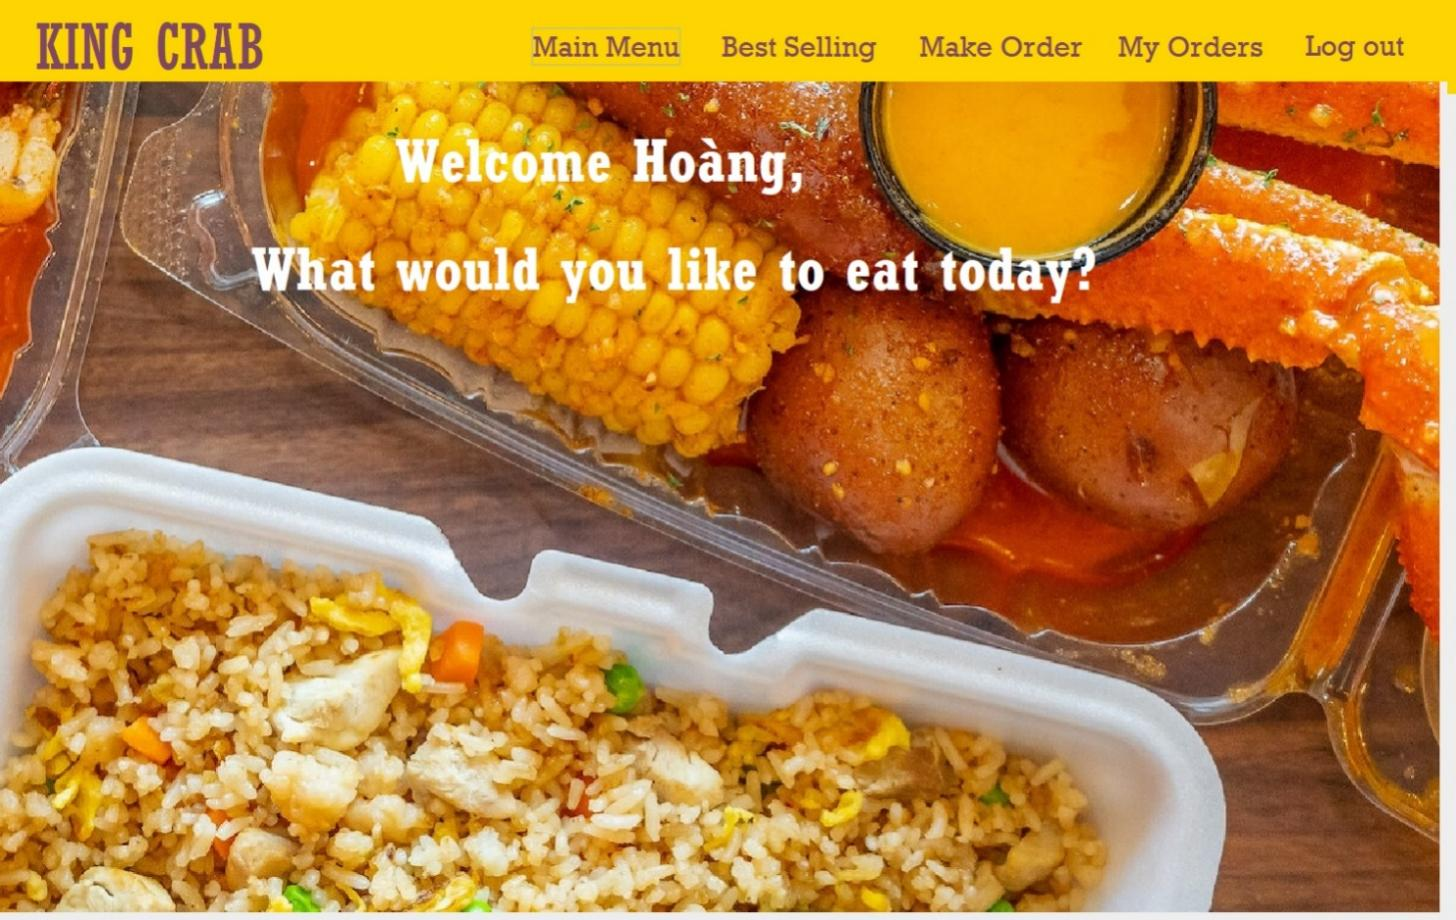 KING CRAB
Main Menu Best Selling Make Order My Orders Log out
Welcome Hoàng,
What would you like to eat today?